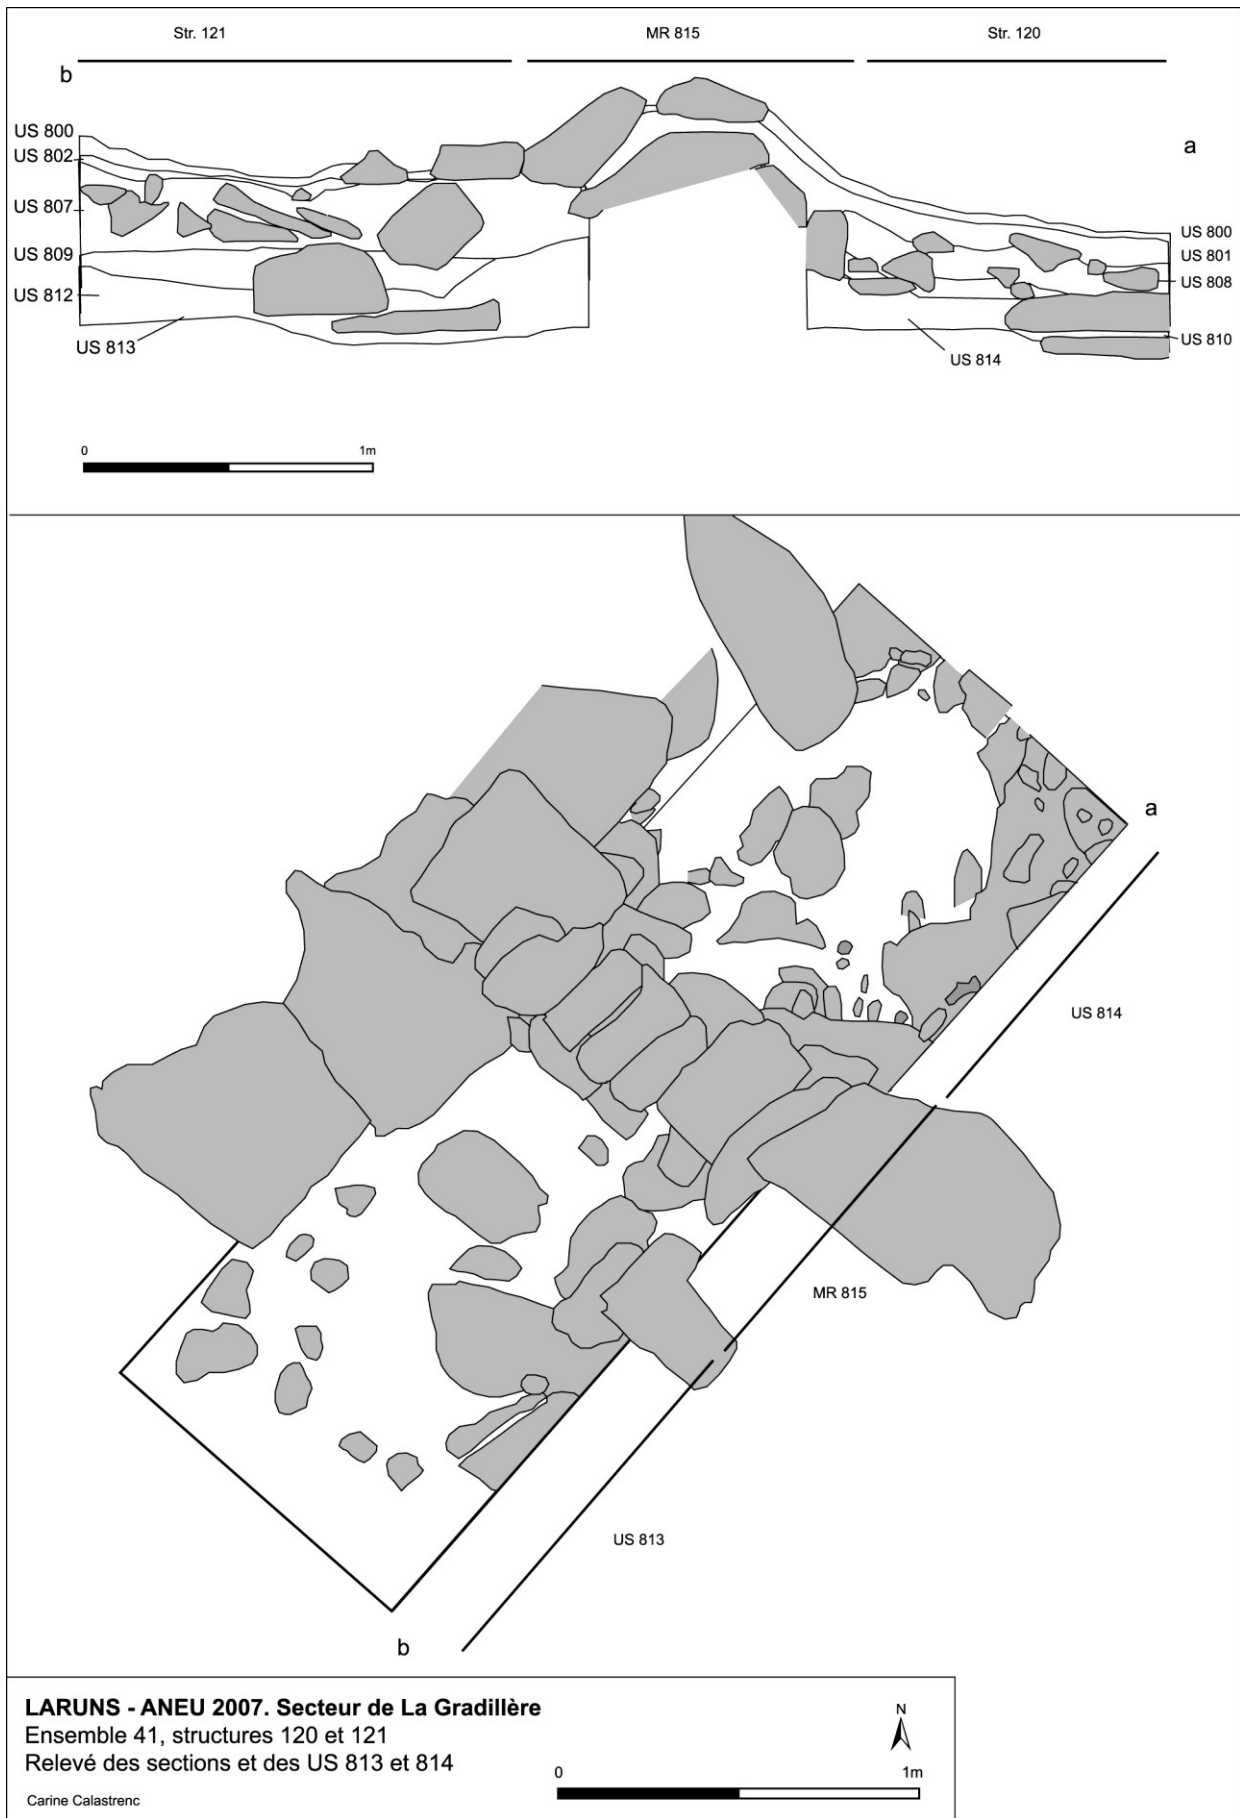 Str. 121
MR 815
Str. 120
b
a
US 800
US 802
US 807
US 809
US 812
US 813
US 800
US 801
US 808
US 810
US 814
0
1m
a
US 814
MR 815
US 813
b
LARUNS - ANEU 2007. Secteur de La Gradillère
Ensemble 41, structures 120 et 121
Relevé des sections et des US 813 et 814
Carine Calastrenc
N
0
1m